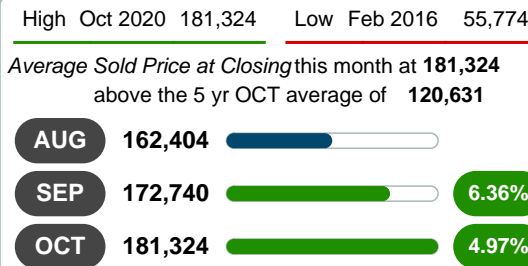 High Oct 2020 181,324 Low Feb 2016 55,774
Average Sold Price at Closing this month at 181,324
above the 5 yr OCT average of 120,631
AUG 162,404
SEP 172,740 6.36%
OCT 181,324 4.97%